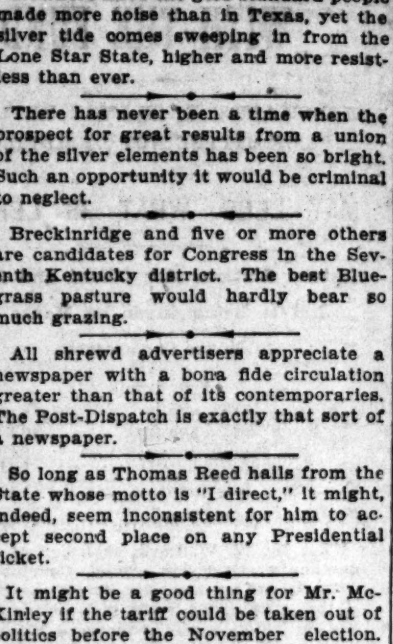 made more noise than in Texas, yet the
silver tide comes sweeping in from the
Lone Star State, higher and more resist-
less than ever.
There has never been a time when the
prospect for great results from a union
of the silver elements has been so bright.
Such an opportunity it would be criminal
to neglect.
Breckinridge and five or more others
are candidates for Congress in the Sev-
enth Kentucky district. The best Blue-
grass pasture would hardly bear so
much grazing.
All shrewd advertisers appreciate a
newspaper with a bona fide circulation
greater than that of its contemporaries.
The Post-Dispatch is exactly that sort of
a newspaper.
So long as Thomas Reed hails from the
State whose motto is "I direct," it might,
indeed, seem inconsistent for him to ac-
cept second place on any Presidential
ticket.
It might be a good thing for Mr. Mc-
Kinley if the tariff could be taken out of
politics before the November election.